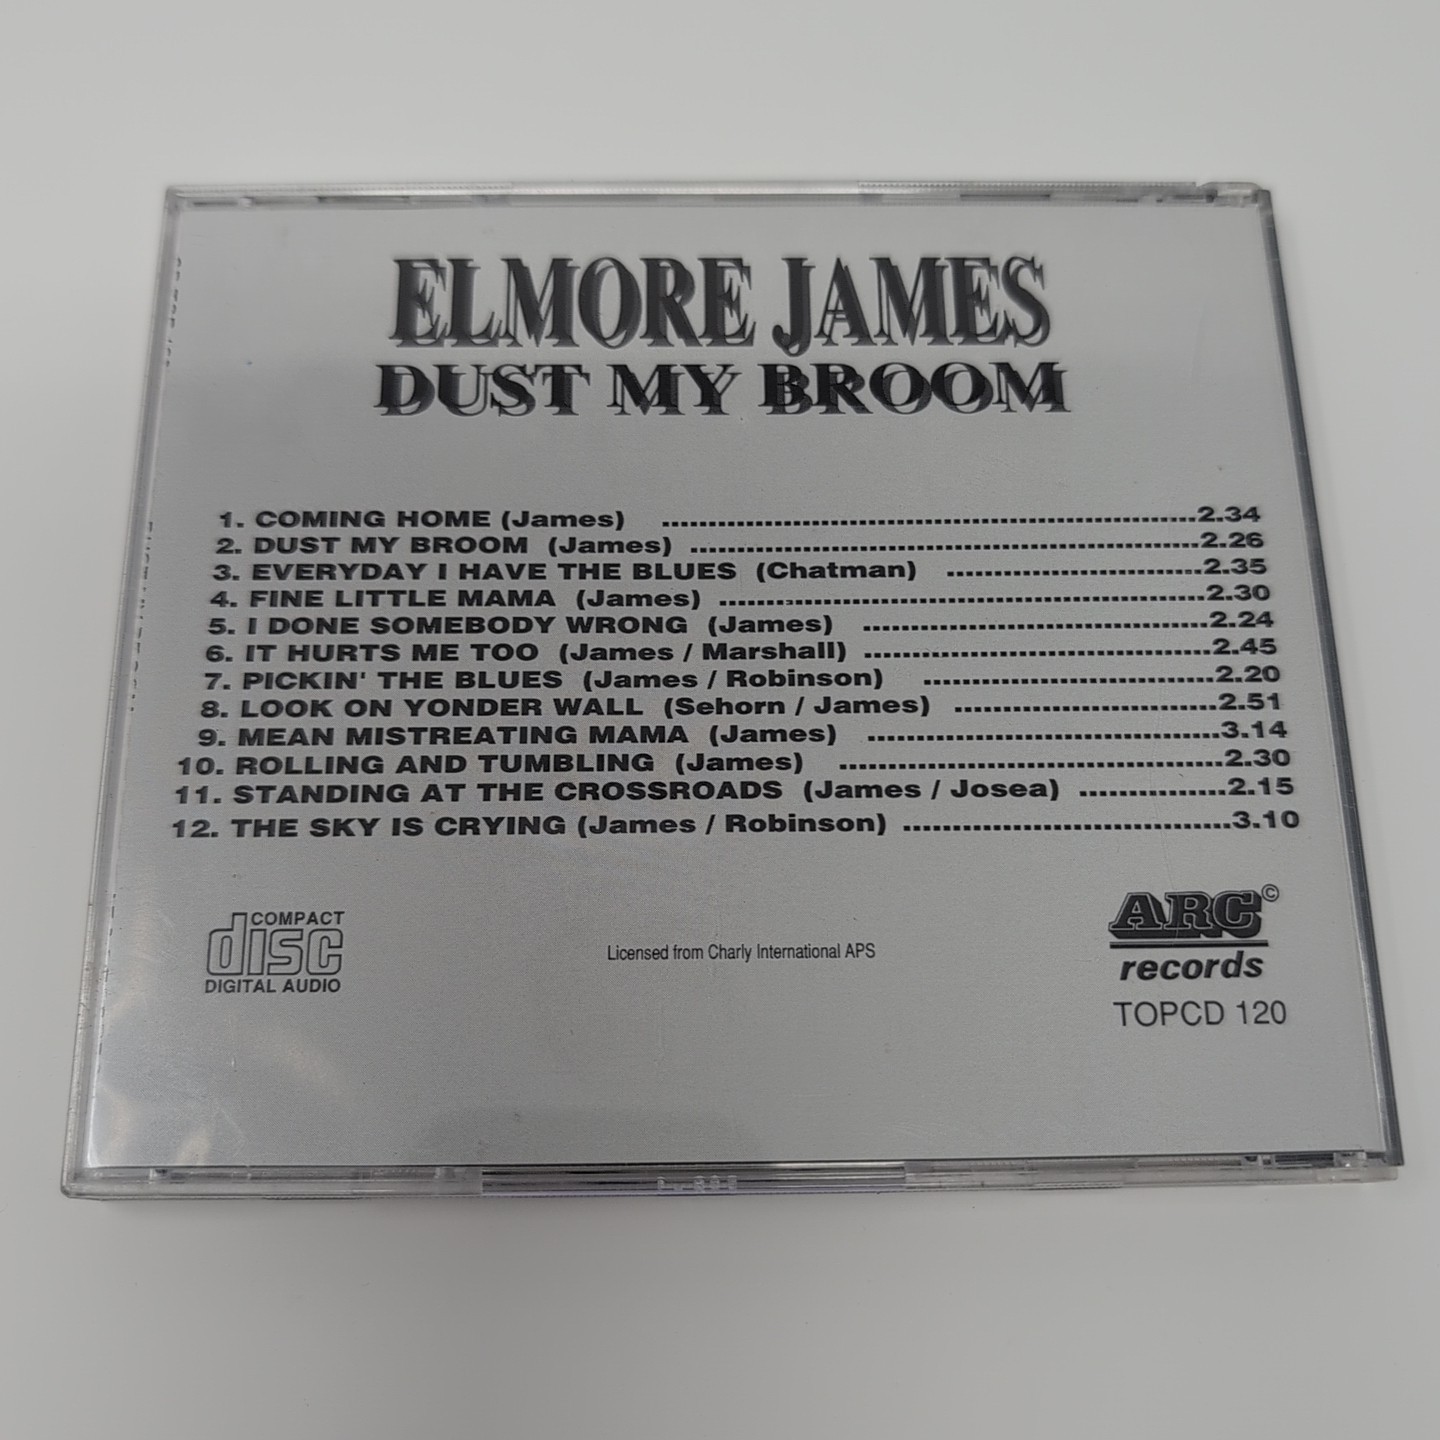 ELMORE JAMES
DUST MY BROOM
1. COMING HOME (James) ..........................................................2.34
2. DUST MY BROOM (James) .......................................................2.26
3. EVERYDAY I HAVE THE BLUES (Chatman) ............................2.35
4. FINE LITTLE MAMA (James) .....................................................2.30
5. I DONE SOMEBODY WRONG (James) ......................................2.24
6. IT HURTS ME TOO (James / Marshall) ......................................2.45
7. PICKIN' THE BLUES (James / Robinson) ................................2.20
8. LOOK ON YONDER WALL (Sehorn / James) .............................2.51
9. MEAN MISTREATING MAMA (James) .......................................3.14
10. ROLLING AND TUMBLING (James) ..........................................2.30
11. STANDING AT THE CROSSROADS (James / Josea) ................2.15
12. THE SKY IS CRYING (James / Robinson) ....................................3.10
COMPACT
disc
DIGITAL AUDIO
Licensed from Charly International APS
ARC ©
records
TOPCD 120